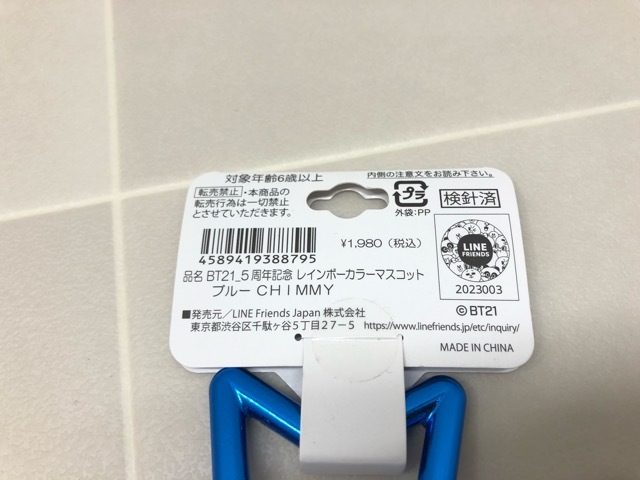 対象年齢6歳以上
内側の注意文をお読み下さい。
転売禁止・本商品の
転売行為は一切禁止
とさせていただきます。
プラ
外袋:PP
検針済
4589419388795
¥1,980（税込）
LINE
FRIENDS
2023003
品名 BT21_5周年記念 レインボーカラーマスコット
ブルー CHIMMY
©BT21
■発売元／LINE Friends Japan 株式会社
東京都渋谷区千駄ヶ谷5丁目27-5 https://www.linefriends.jp/etc/inquiry/
MADE IN CHINA